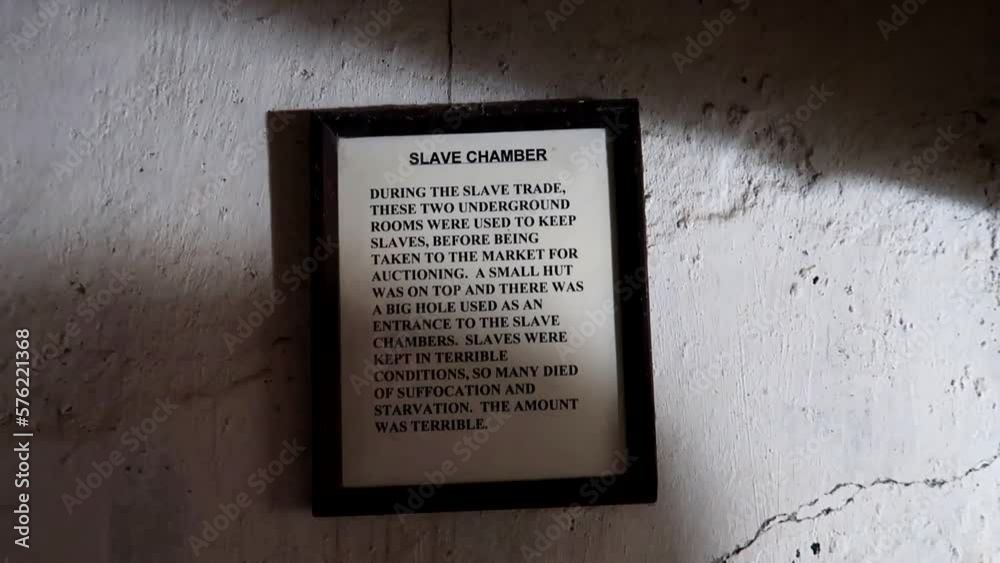 SLAVE CHAMBER
DURING THE SLAVE TRADE,
THESE TWO UNDERGROUND
ROOMS WERE USED TO KEEP
SLAVES, BEFORE BEING
TAKEN TO THE MARKET FOR
AUCTIONING. A SMALL HUT
WAS ON TOP AND THERE WAS
A BIG HOLE USED AS AN
ENTRANCE TO THE SLAVE
CHAMBERS. SLAVES WERE
KEPT IN TERRIBLE
CONDITIONS, SO MANY DIED
OF SUFFOCATION AND
STARVATION. THE AMOUNT
WAS TERRIBLE.
Adobe Stock | #576221368